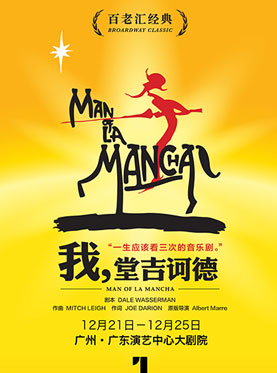 百老汇经典
BROADWAY CLASSIC
MAN
OF
LA
MANCHA
“一生应该看三次的音乐剧。”
我，堂吉诃德
MAN OF LA MANCHA
剧本 DALE WASSERMAN
作曲 MITCH LEIGH 作词 JOE DARION 原版导演 Albert Marre
12月21日－12月25日
广州·广东演艺中心大剧院